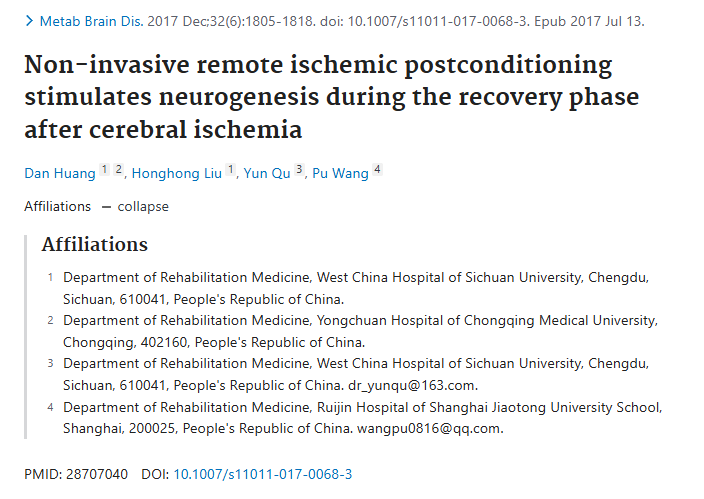 > Metab Brain Dis. 2017 Dec;32(6):1805-1818. doi: 10.1007/s11011-017-0068-3. Epub 2017 Jul 13.
Non-invasive remote ischemic postconditioning
stimulates neurogenesis during the recovery phase
after cerebral ischemia
Dan Huang 1 2, Honghong Liu 1, Yun Qu 3, Pu Wang 4
Affiliations — collapse
Affiliations
1 Department of Rehabilitation Medicine, West China Hospital of Sichuan University, Chengdu,
Sichuan, 610041, People's Republic of China.
2 Department of Rehabilitation Medicine, Yongchuan Hospital of Chongqing Medical University,
Chongqing, 402160, People's Republic of China.
3 Department of Rehabilitation Medicine, West China Hospital of Sichuan University, Chengdu,
Sichuan, 610041, People's Republic of China. dr_yunqu@163.com.
4 Department of Rehabilitation Medicine, Ruijin Hospital of Shanghai Jiaotong University School,
Shanghai, 200025, People's Republic of China. wangpu0816@qq.com.
PMID: 28707040 DOI: 10.1007/s11011-017-0068-3